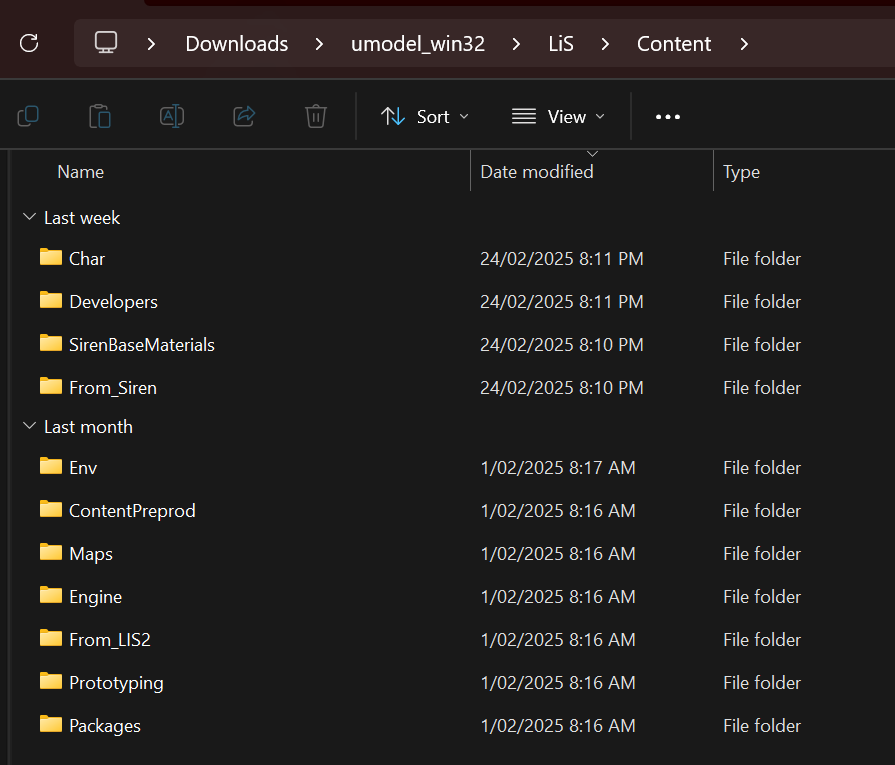 Downloads > umodel_win32 > LiS > Content >
Sort View
Name Date modified Type
Last week
Char 24/02/2025 8:11 PM File folder
Developers 24/02/2025 8:11 PM File folder
SirenBaseMaterials 24/02/2025 8:10 PM File folder
From_Siren 24/02/2025 8:10 PM File folder
Last month
Env 1/02/2025 8:17 AM File folder
ContentPreprod 1/02/2025 8:16 AM File folder
Maps 1/02/2025 8:16 AM File folder
Engine 1/02/2025 8:16 AM File folder
From_LIS2 1/02/2025 8:16 AM File folder
Prototyping 1/02/2025 8:16 AM File folder
Packages 1/02/2025 8:16 AM File folder